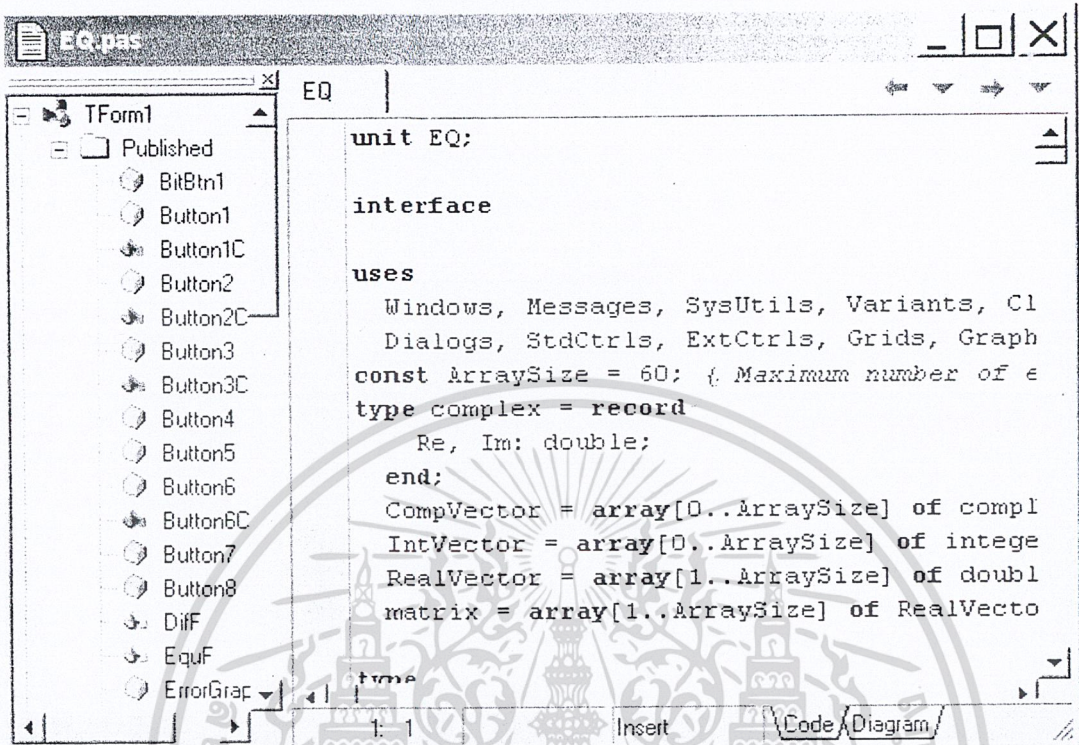 EQ.pas
TForm1
Published
BitBtn1
Button1
Button1C
Button2
Button2C
Button3
Button3C
Button4
Button5
Button6
Button6C
Button7
Button8
DifF
EquF
ErrorGrap
EQ
unit EQ;
interface
uses
Windows, Messages, SysUtils, Variants, Cl
Dialogs, StdCtrls, ExtCtrls, Grids, Graph
const ArraySize = 60; { Maximum number of e
type complex = record
Re, Im: double;
end;
CompVector = array[0..ArraySize] of compl
IntVector = array[0..ArraySize] of intege
RealVector = array[1..ArraySize] of doubl
matrix = array[1..ArraySize] of RealVecto
type
1: 1
Insert
Code
Diagram